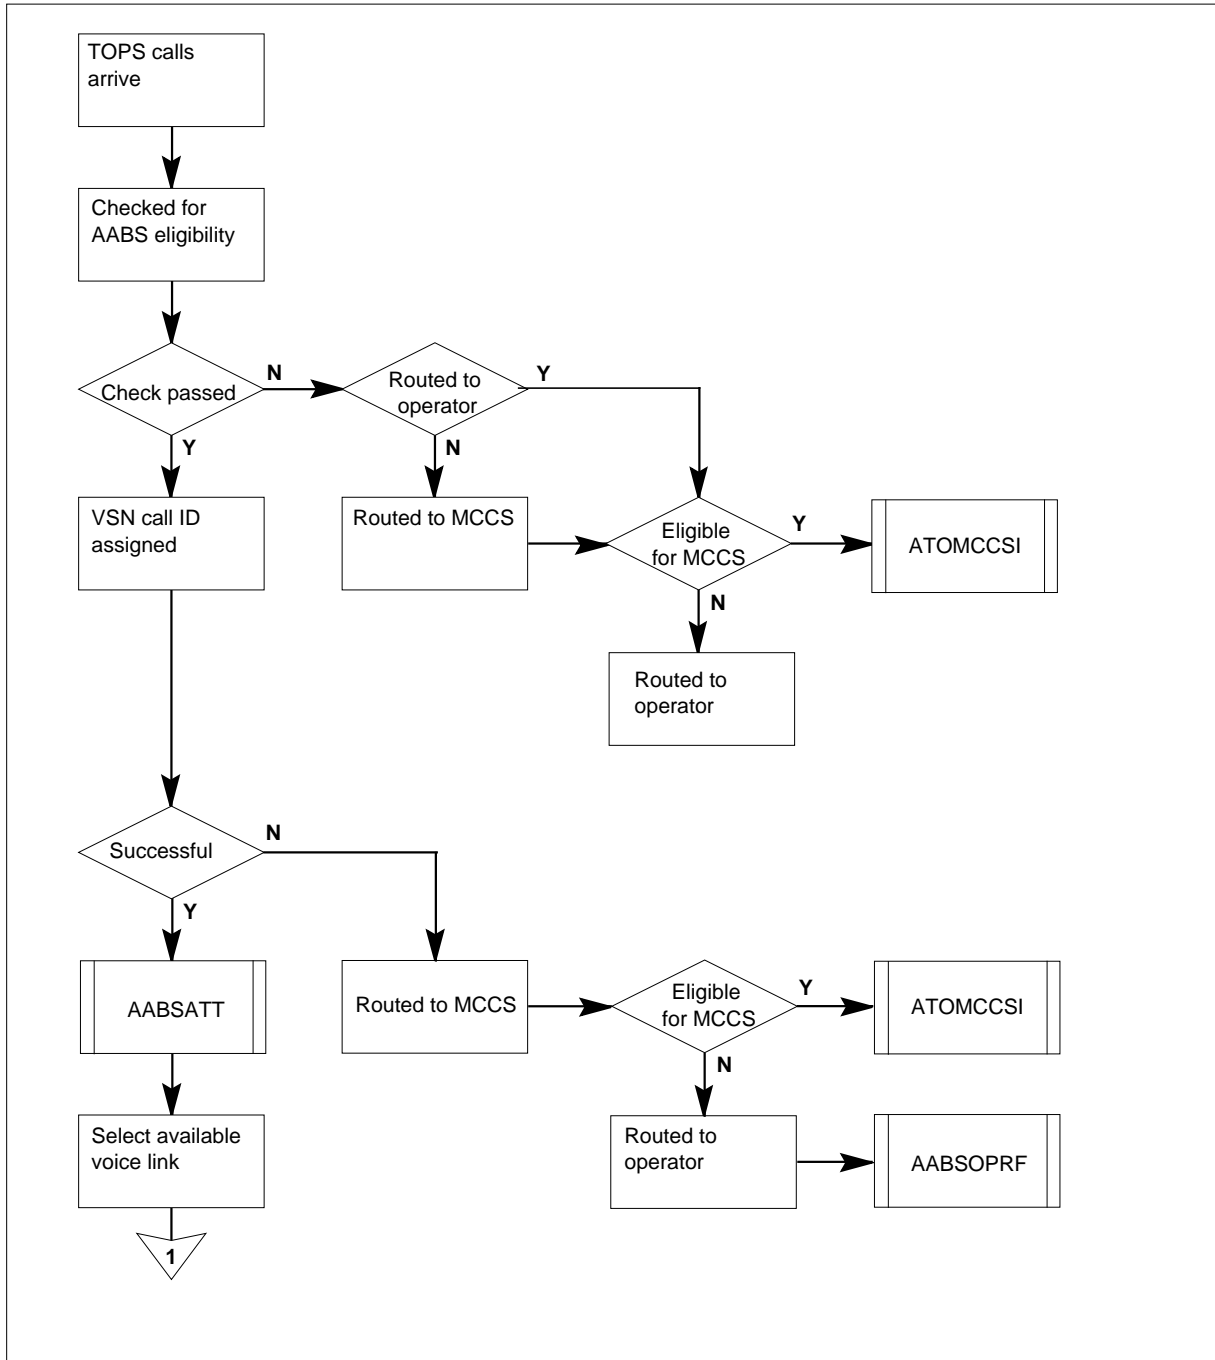 TOPS calls
arrive
Checked for
AABS eligibility
Check passed
N
Routed to
operator
Y
Y
N
VSN call ID
assigned
Routed to MCCS
Eligible
for MCCS
Y
ATOMCCSI
N
Routed to
operator
Successful
N
Y
AABSATT
Routed to MCCS
Eligible
for MCCS
Y
ATOMCCSI
N
Select available
voice link
Routed to
operator
AABSOPRF
1